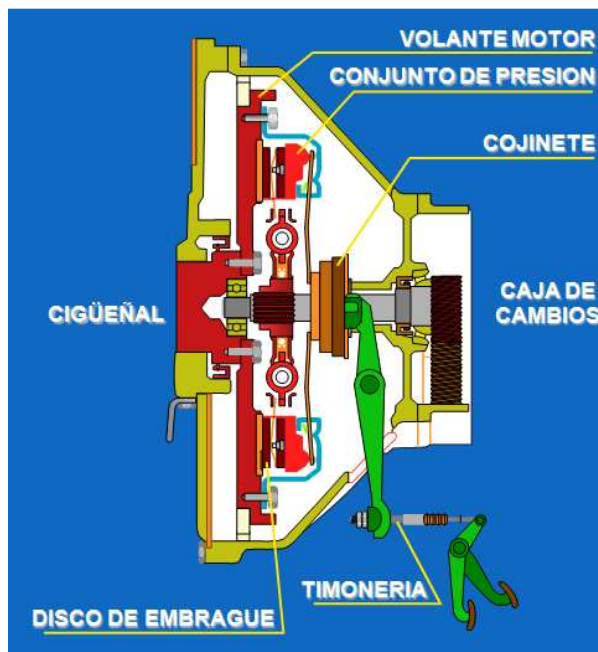 VOLANTE MOTOR
CONJUNTO DE PRESION
COJINETE
CIGÜEÑAL
CAJA DE
CAMBIOS
TIMONERIA
DISCO DE EMBRAGUE